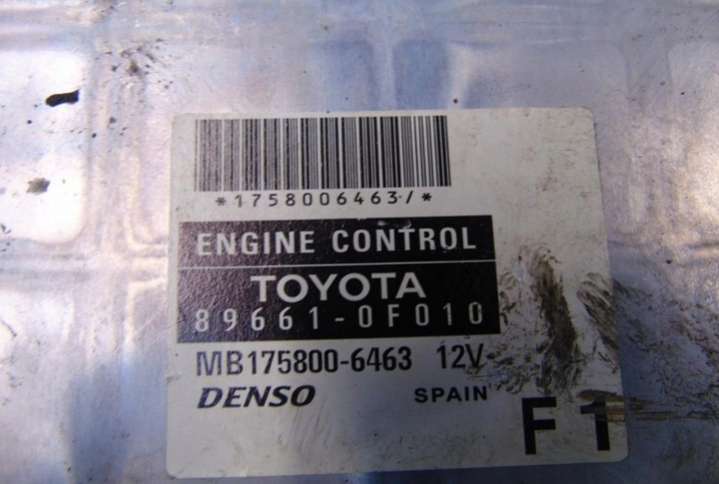 *1758006463/*
ENGINE CONTROL
TOYOTA
89661-0F010
MB175800-6463 12V
DENSO SPAIN
F1